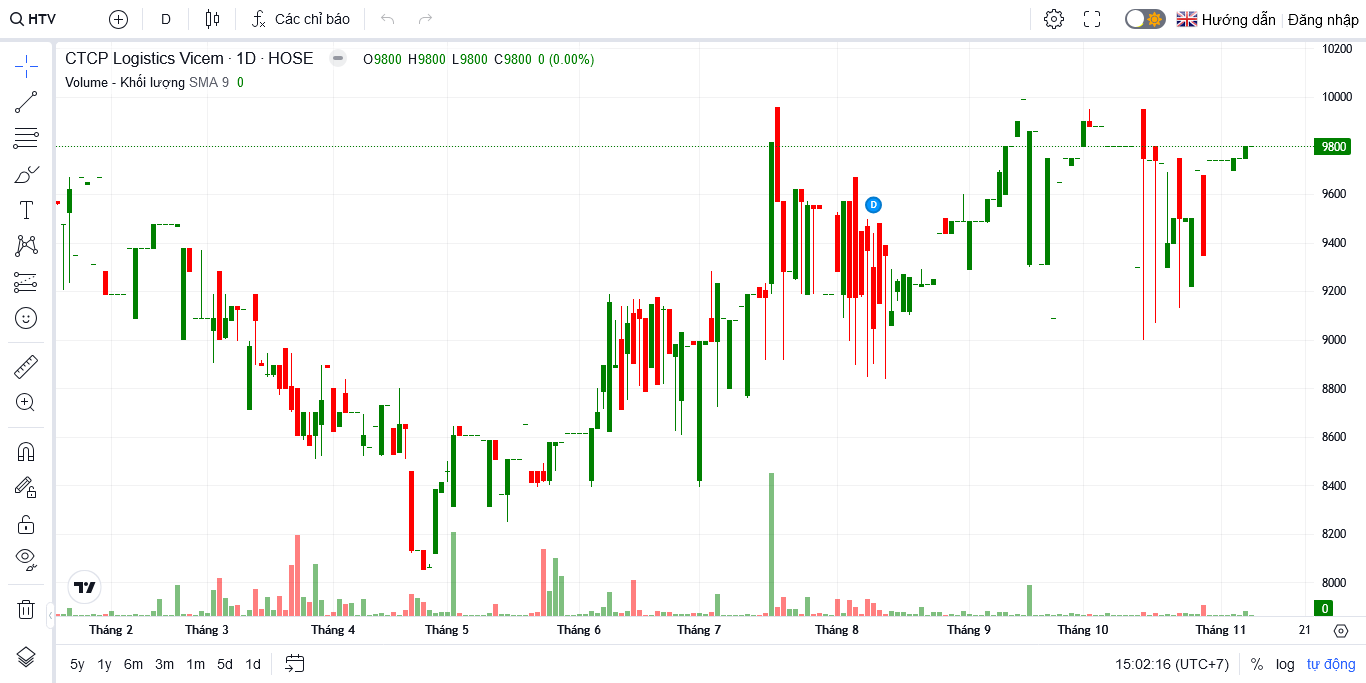 HTV D Các chỉ báo Hướng dẫn Đăng nhập
CTCP Logistics Vicem · 1D · HOSE O9800 H9800 L9800 C9800 0 (0.00%)
Volume - Khối lượng SMA 9 0
10200
10000
9800
9600
9400
D
9200
9000
8800
8600
8400
8200
8000
0
Tháng 2 Tháng 3 Tháng 4 Tháng 5 Tháng 6 Tháng 7 Tháng 8 Tháng 9 Tháng 10 Tháng 11 21
5y 1y 6m 3m 1m 5d 1d 15:02:16 (UTC+7) % log tự động